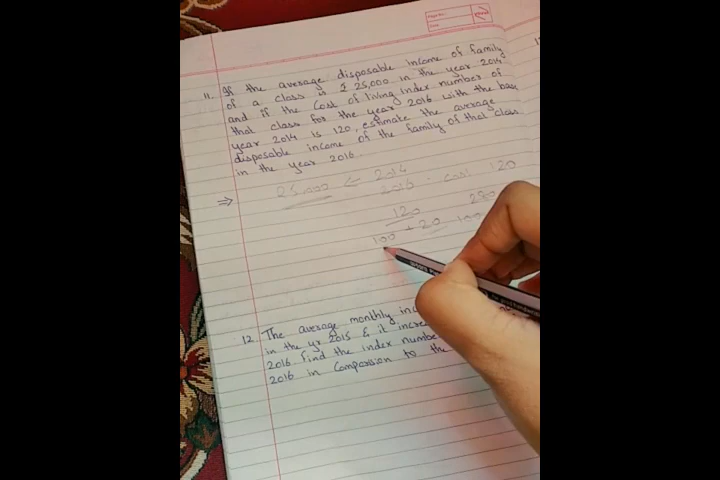 11. If the average disposable income of family
of a class is ₹ 25,000 in the year 2014
and if the Cost of living index number of
that class for the year 2016 with the base
year 2014 is 120, estimate the average
disposable income of the family of that class
in the year 2016
⇒ 25,000 ← 2014
2016 - cost 120
120
100 + 20
100
12. The average monthly
in the yr 2015 & it
2016 Find the index
2016 in Comparsion to the